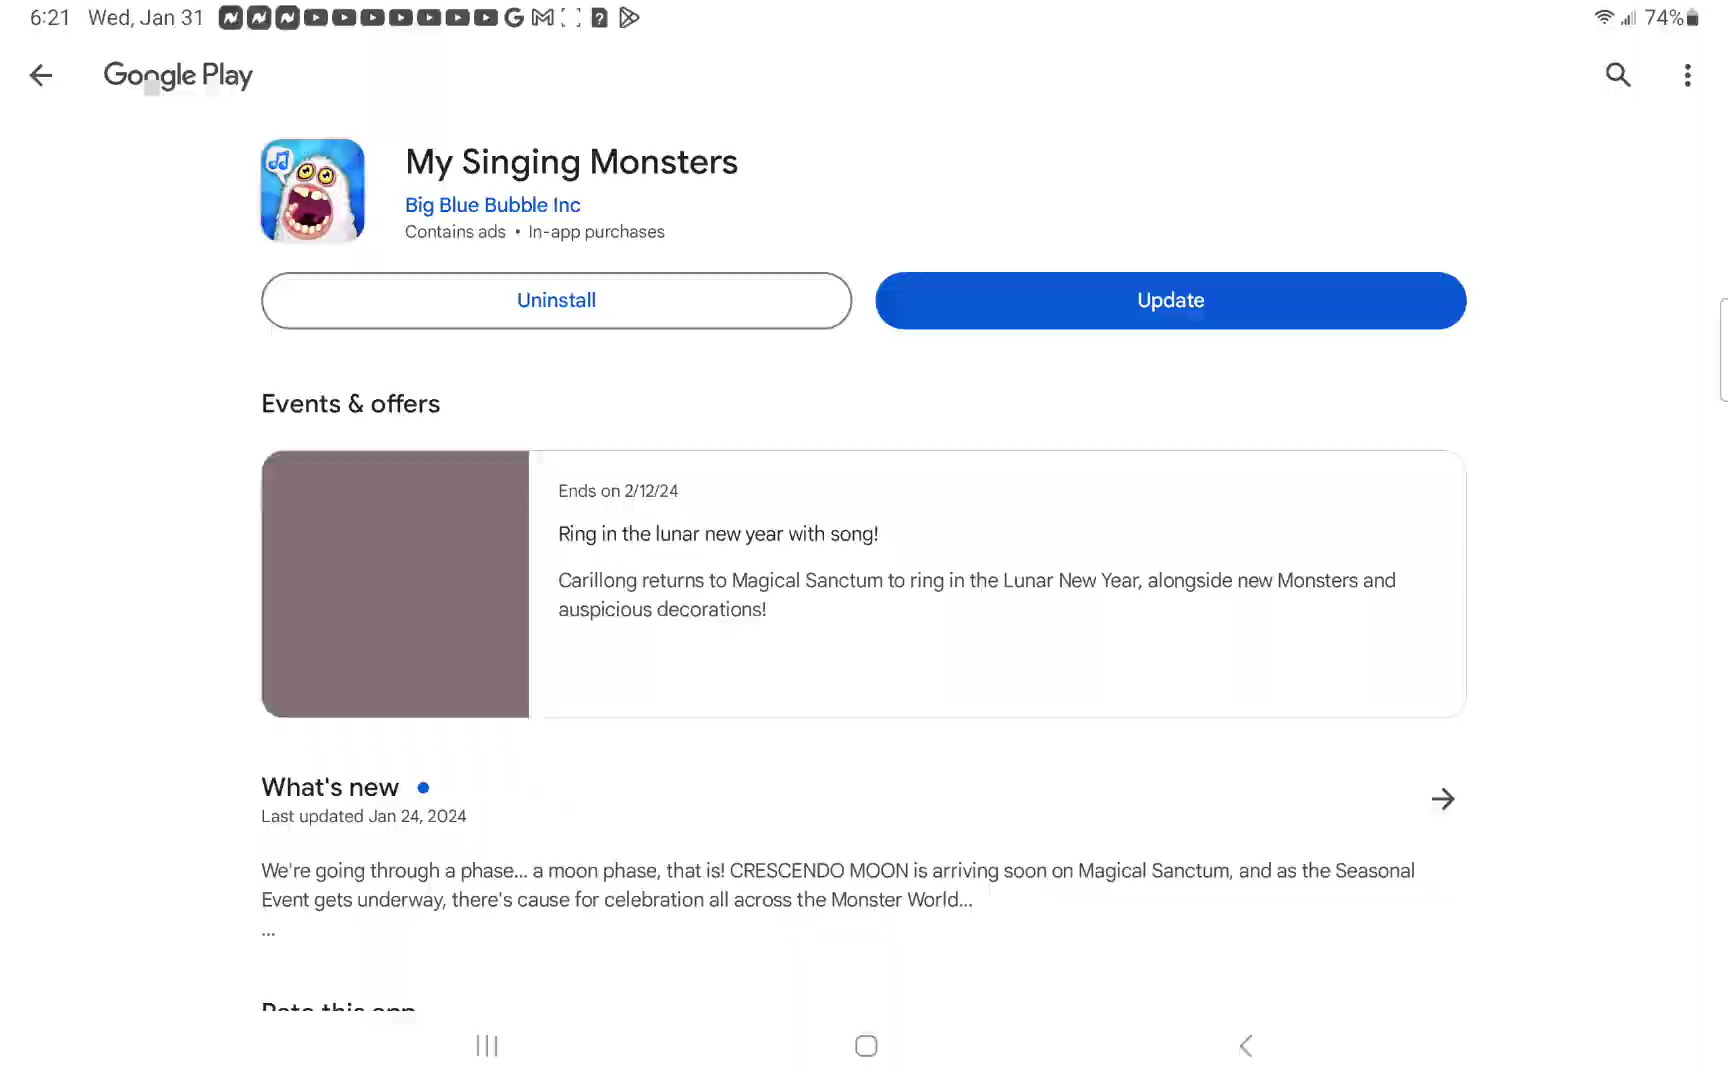 6:21 Wed, Jan 31
74%
Google Play
My Singing Monsters
Big Blue Bubble Inc
Contains ads • In-app purchases
Uninstall
Update
Events & offers
Ends on 2/12/24
Ring in the lunar new year with song!
Carillong returns to Magical Sanctum to ring in the Lunar New Year, alongside new Monsters and
auspicious decorations!
What's new
Last updated Jan 24, 2024
We're going through a phase... a moon phase, that is! CRESCENDO MOON is arriving soon on Magical Sanctum, and as the Seasonal
Event gets underway, there's cause for celebration all across the Monster World...
...
Rate this app